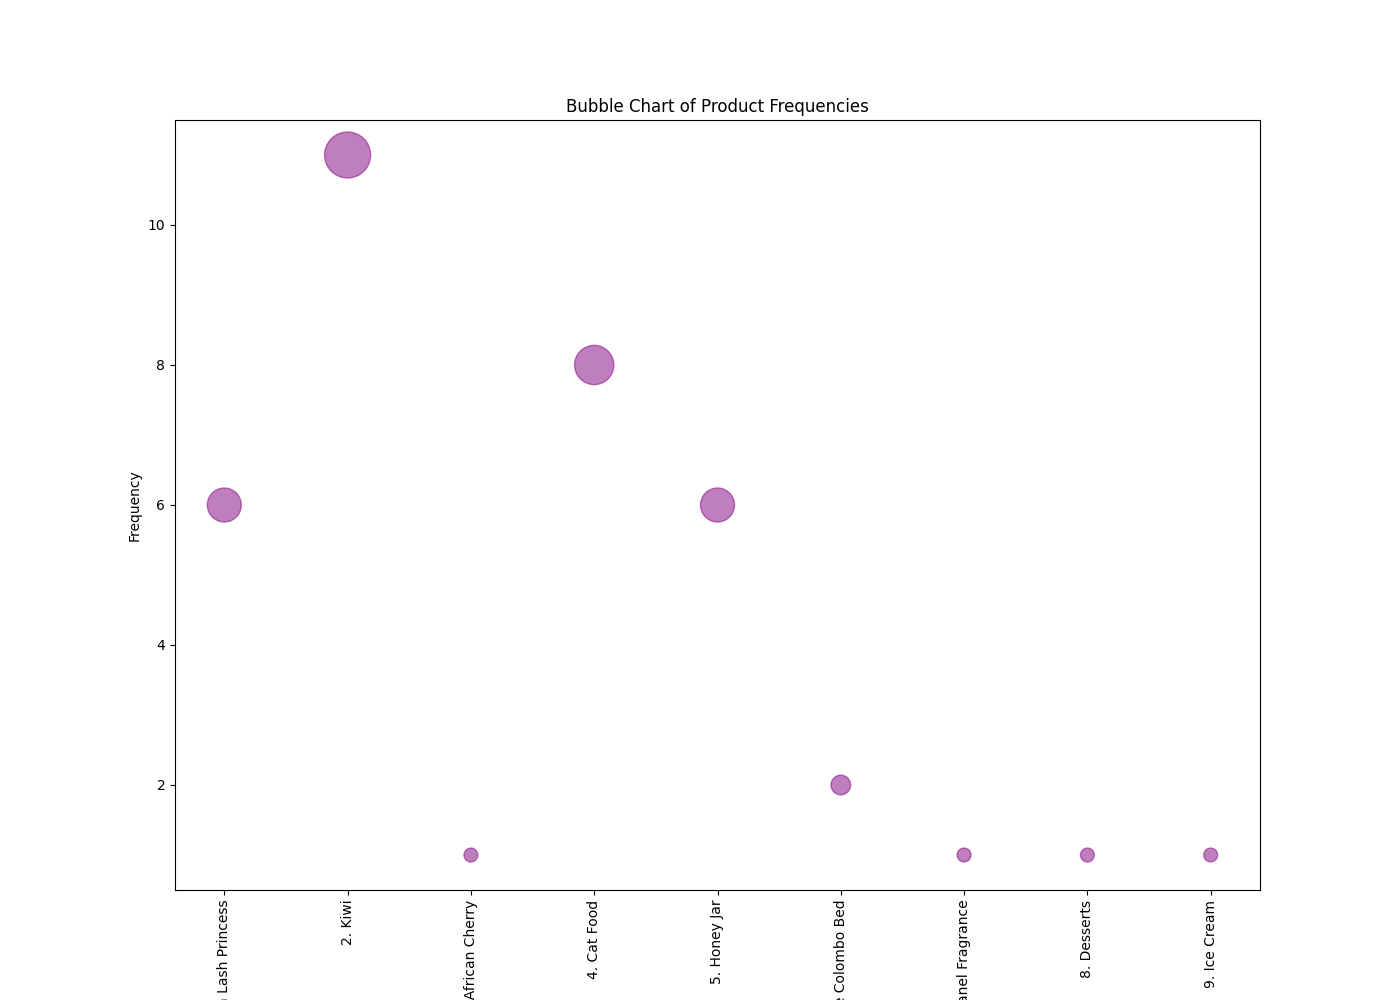 Bubble Chart of Product Frequencies
Frequency
10
8
6
4
2
Lash Princess
2. Kiwi
African Cherry
4. Cat Food
5. Honey Jar
Colombo Bed
Fragrance
8. Desserts
9. Ice Cream